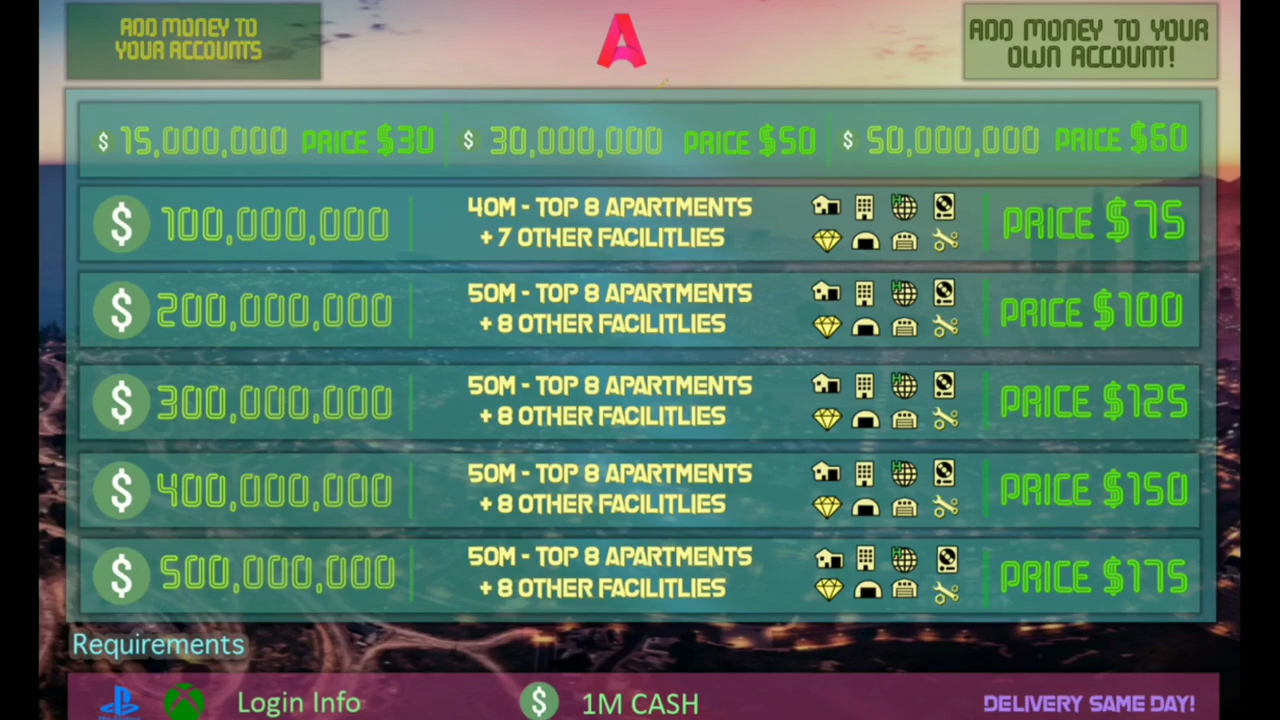 ADD MONEY TO
YOUR ACCOUNTS
A
ADD MONEY TO YOUR
OWN ACCOUNT!
$ 15,000,000 PRICE $30 $ 30,000,000 PRICE $50 $ 50,000,000 PRICE $60
$ 100,000,000
40M - TOP 8 APARTMENTS
+ 7 OTHER FACILITLIES
PRICE $75
$ 200,000,000
50M - TOP 8 APARTMENTS
+ 8 OTHER FACILITLIES
PRICE $100
$ 300,000,000
50M - TOP 8 APARTMENTS
+ 8 OTHER FACILITLIES
PRICE $125
$ 400,000,000
50M - TOP 8 APARTMENTS
+ 8 OTHER FACILITLIES
PRICE $150
$ 500,000,000
50M - TOP 8 APARTMENTS
+ 8 OTHER FACILITLIES
PRICE $175
Requirements
Login Info $ 1M CASH DELIVERY SAME DAY!